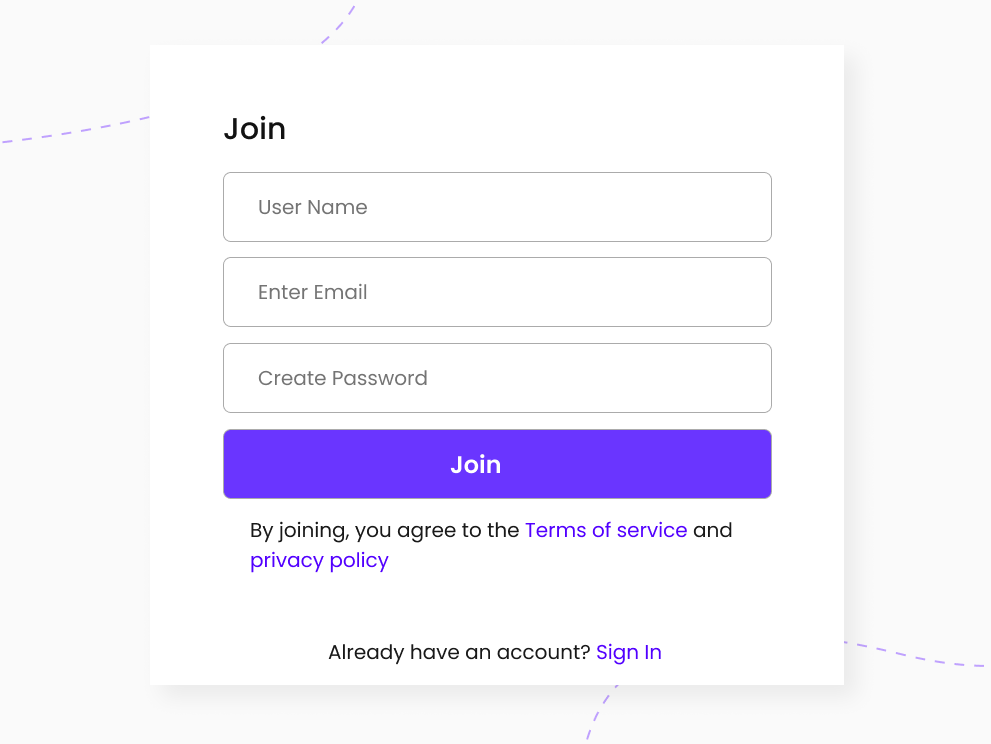 Join
User Name
Enter Email
Create Password
Join
By joining, you agree to the Terms of service and
privacy policy
Already have an account? Sign In